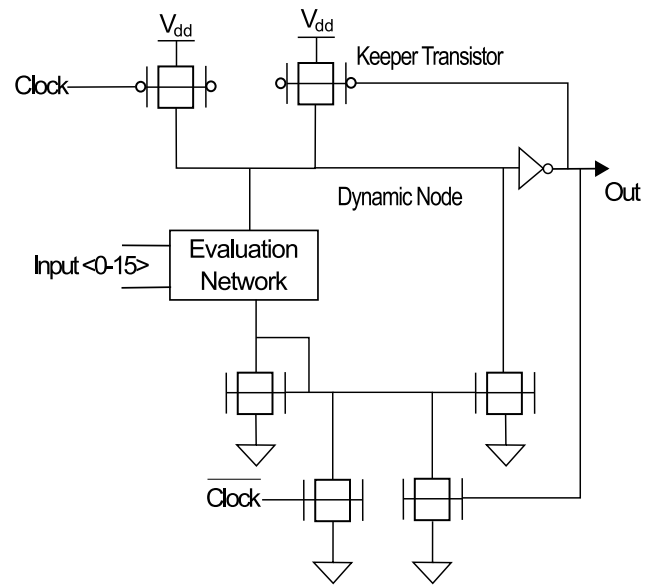 Vdd
Vdd
Keeper Transistor
Clock
Out
Dynamic Node
Evaluation
Network
Input <0-15>
Clock